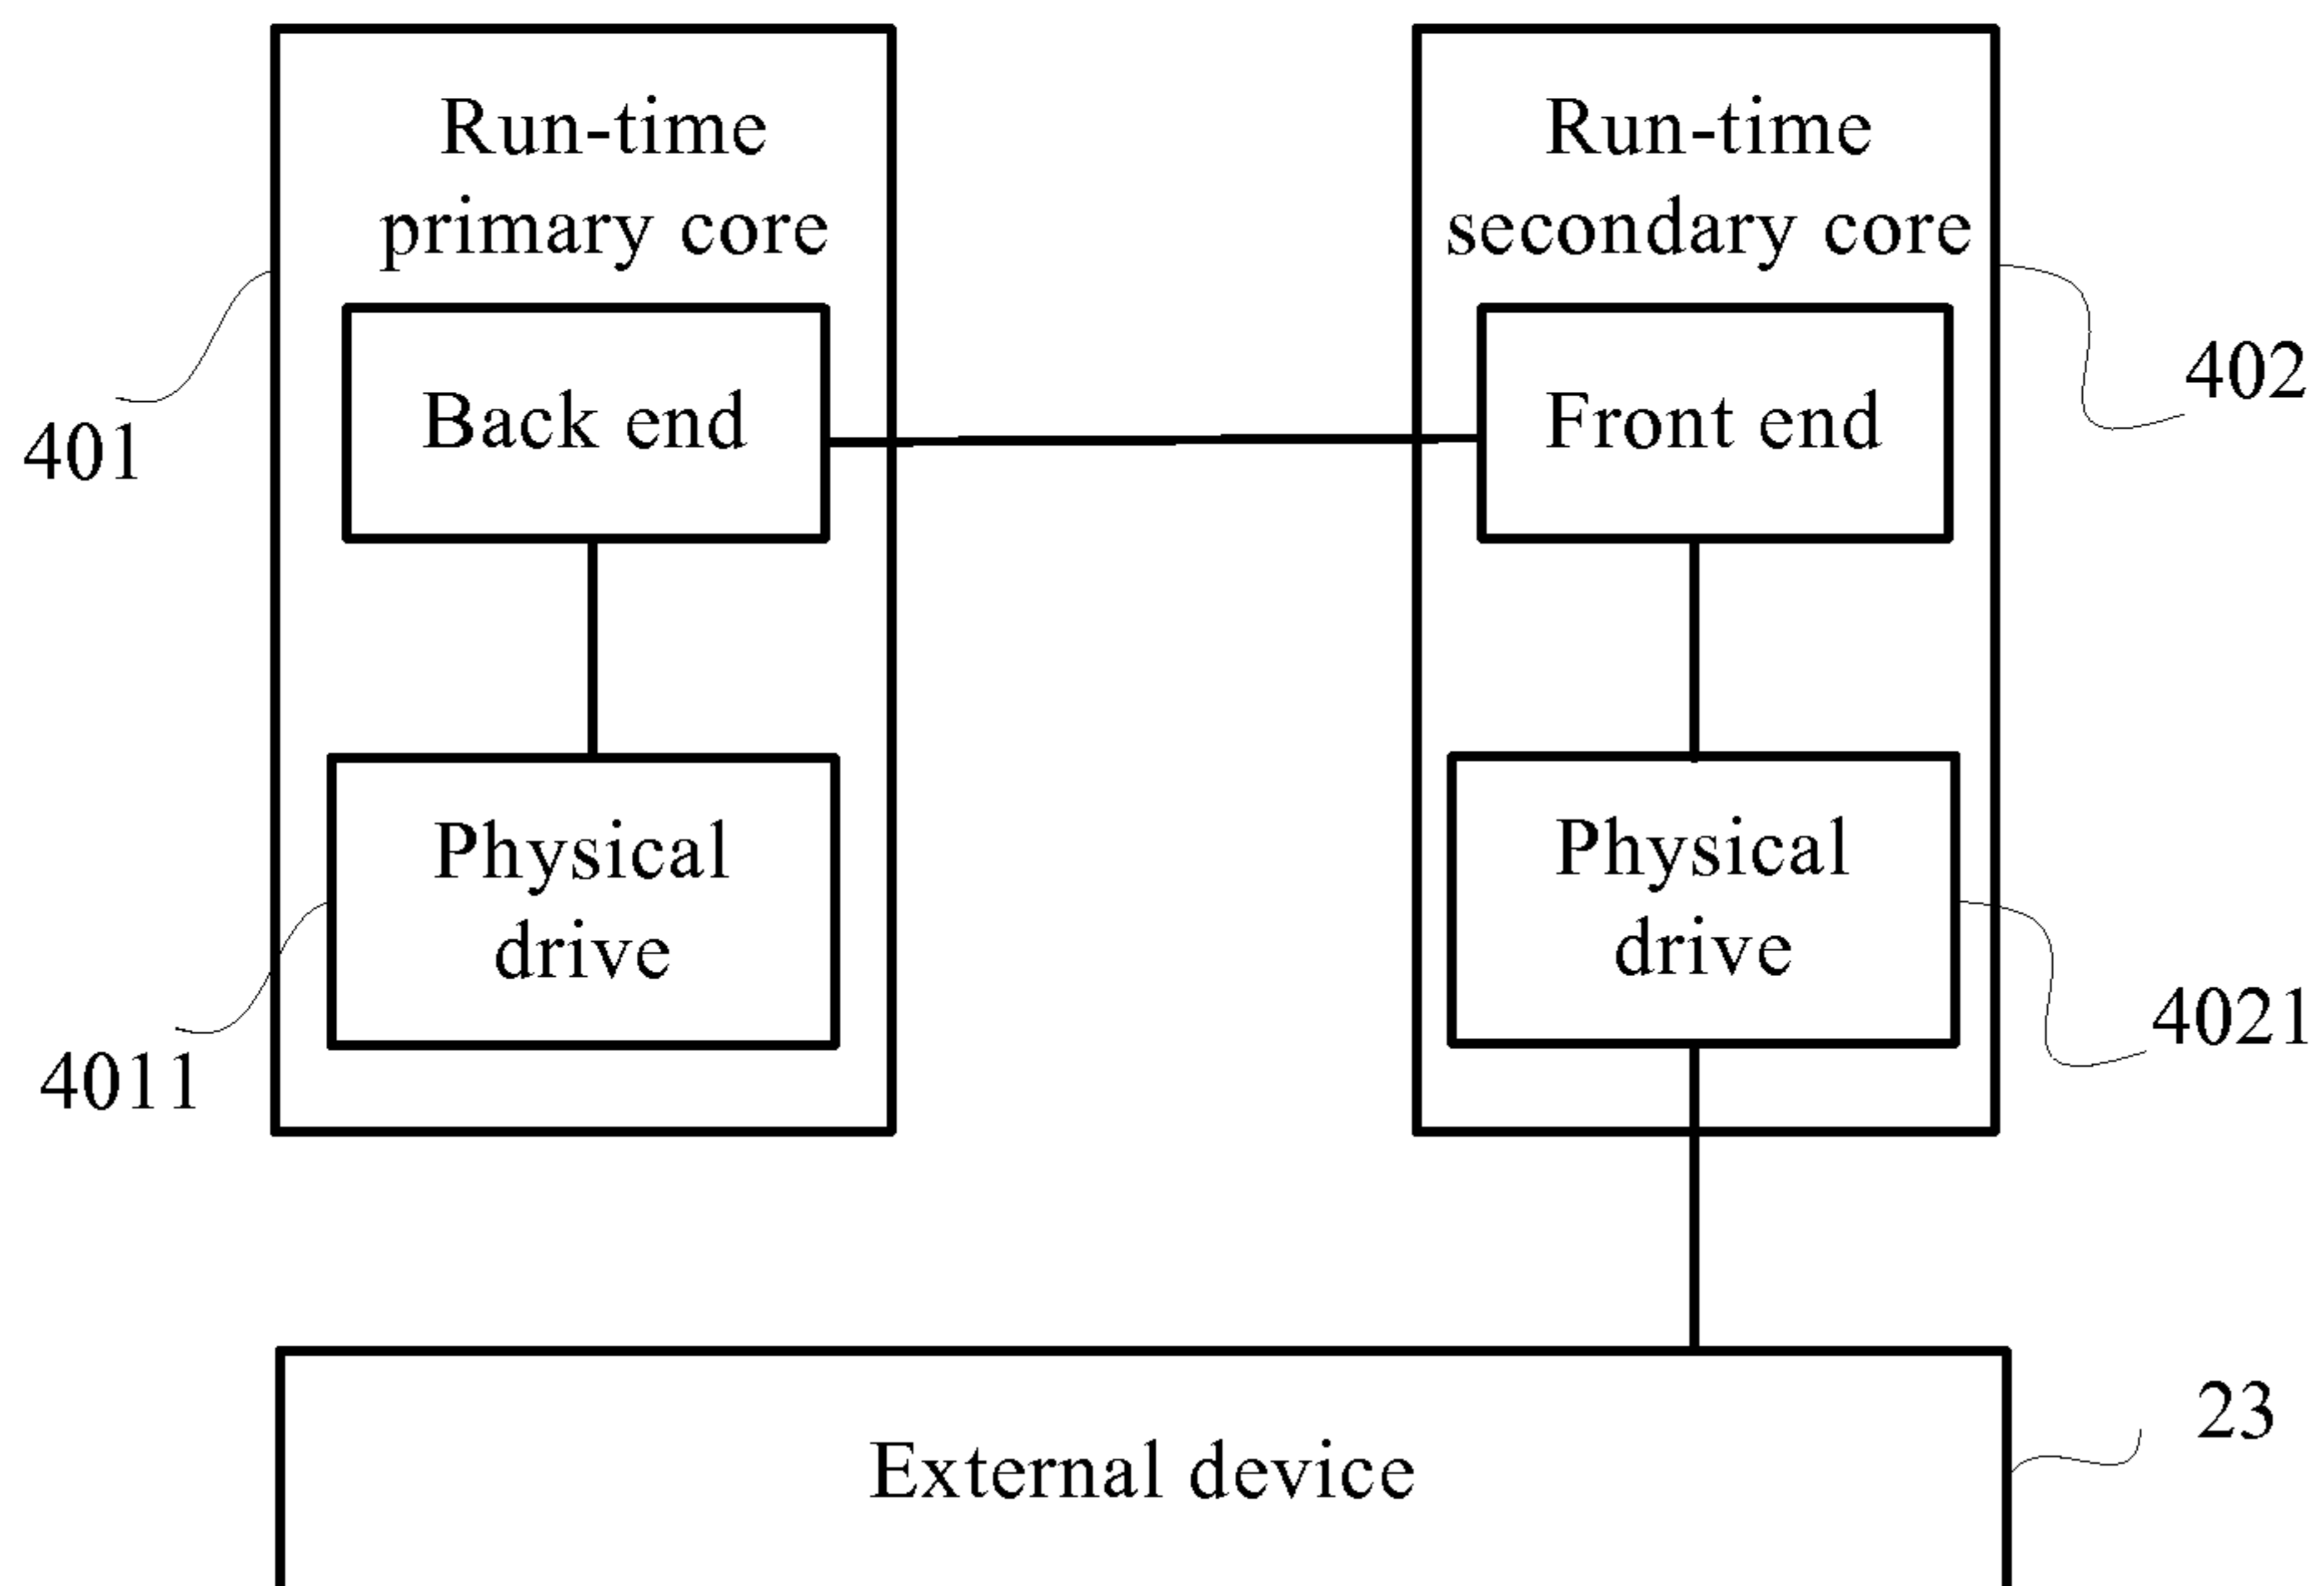 Run-time
primary core
Run-time
secondary core
Back end
Front end
401
402
Physical
drive
Physical
drive
4011
4021
External device
23